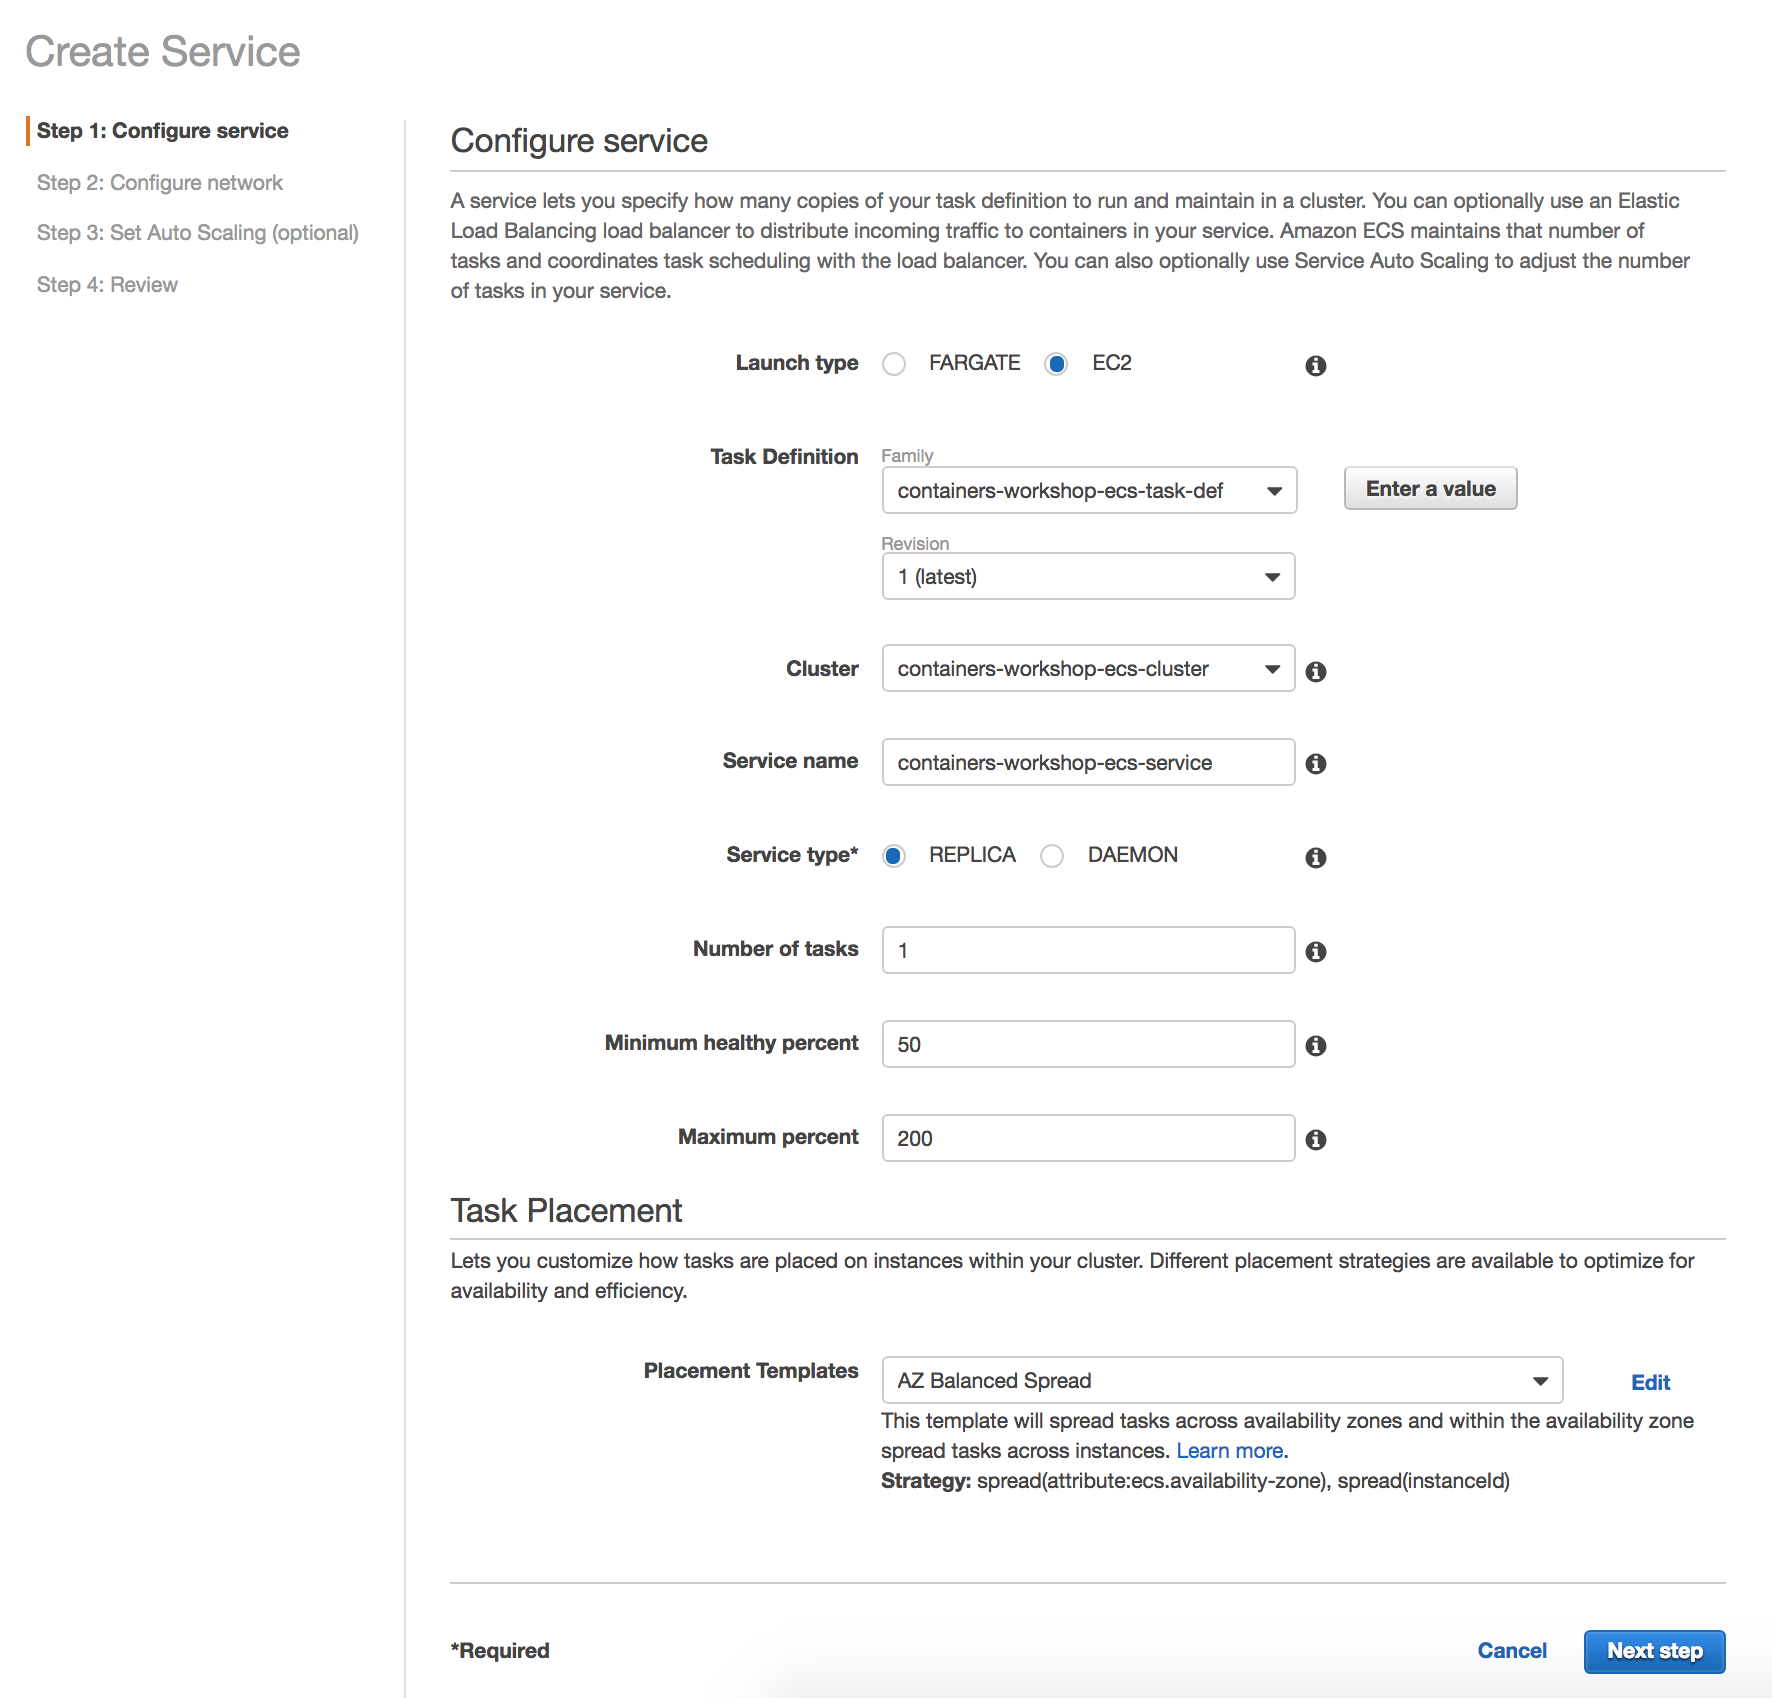 Create Service
Step 1: Configure service
Step 2: Configure network
Step 3: Set Auto Scaling (optional)
Step 4: Review
Configure service
A service lets you specify how many copies of your task definition to run and maintain in a cluster. You can optionally use an Elastic
Load Balancing load balancer to distribute incoming traffic to containers in your service. Amazon ECS maintains that number of
tasks and coordinates task scheduling with the load balancer. You can also optionally use Service Auto Scaling to adjust the number
of tasks in your service.
Launch type FARGATE EC2
Task Definition Family
containers-workshop-ecs-task-def Enter a value
Revision
1 (latest)
Cluster containers-workshop-ecs-cluster
Service name containers-workshop-ecs-service
Service type* REPLICA DAEMON
Number of tasks 1
Minimum healthy percent 50
Maximum percent 200
Task Placement
Lets you customize how tasks are placed on instances within your cluster. Different placement strategies are available to optimize for
availability and efficiency.
Placement Templates AZ Balanced Spread Edit
This template will spread tasks across availability zones and within the availability zone
spread tasks across instances. Learn more.
Strategy: spread(attribute:ecs.availability-zone), spread(instanceId)
*Required Cancel Next step